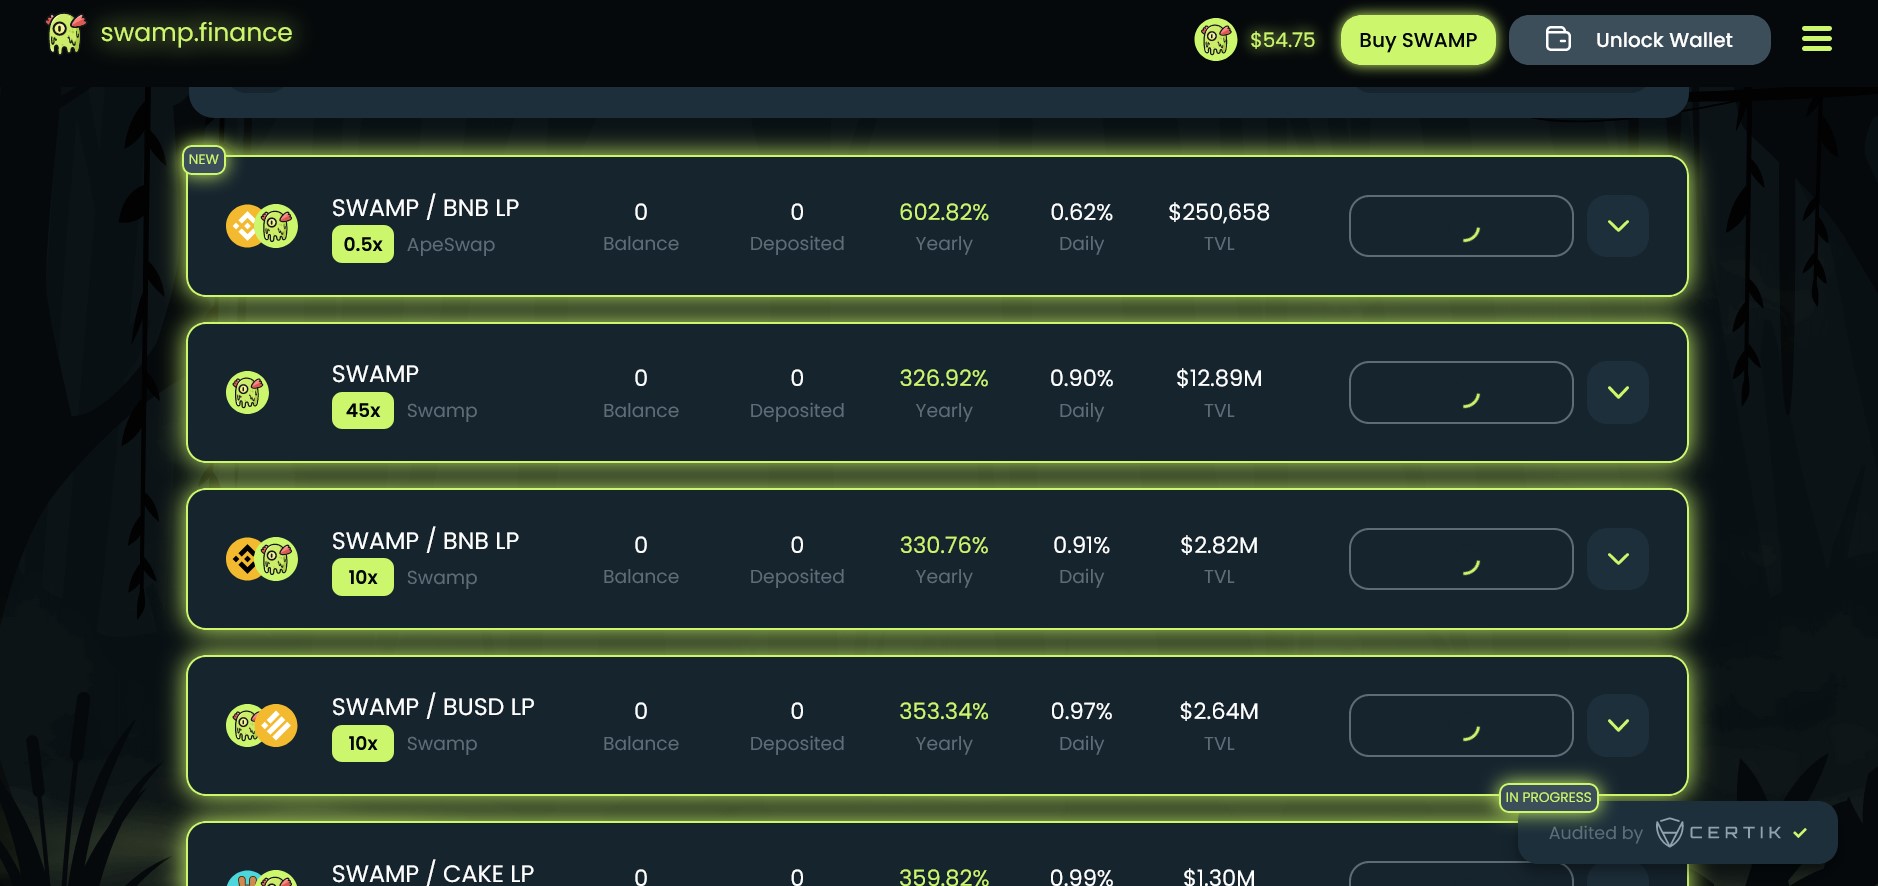 swamp.finance
$54.75
Buy SWAMP
Unlock Wallet
NEW
SWAMP / BNB LP
0.5x ApeSwap
0 Balance
0 Deposited
602.82% Yearly
0.62% Daily
$250,658 TVL
SWAMP
45x Swamp
0 Balance
0 Deposited
326.92% Yearly
0.90% Daily
$12.89M TVL
SWAMP / BNB LP
10x Swamp
0 Balance
0 Deposited
330.76% Yearly
0.91% Daily
$2.82M TVL
SWAMP / BUSD LP
10x Swamp
0 Balance
0 Deposited
353.34% Yearly
0.97% Daily
$2.64M TVL
IN PROGRESS
Audited by CERTIK
SWAMP / CAKE LP
0
0
359.82%
0.99%
$1.30M